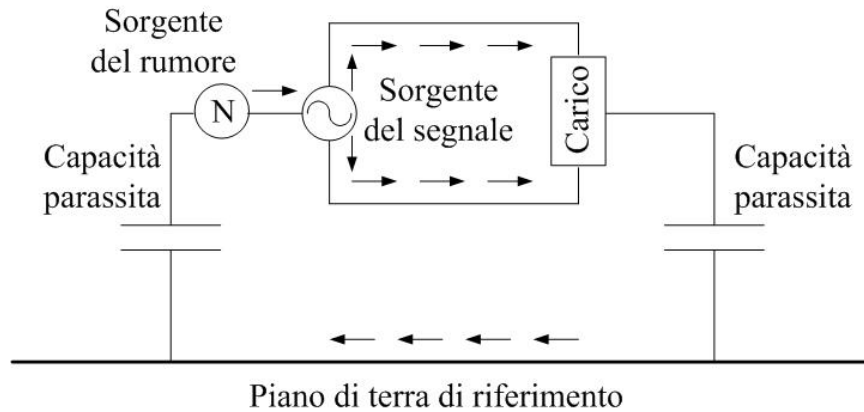 Sorgente
del rumore
N
Sorgente
del segnale
Carico
Capacità
parassita
Capacità
parassita
Piano di terra di riferimento